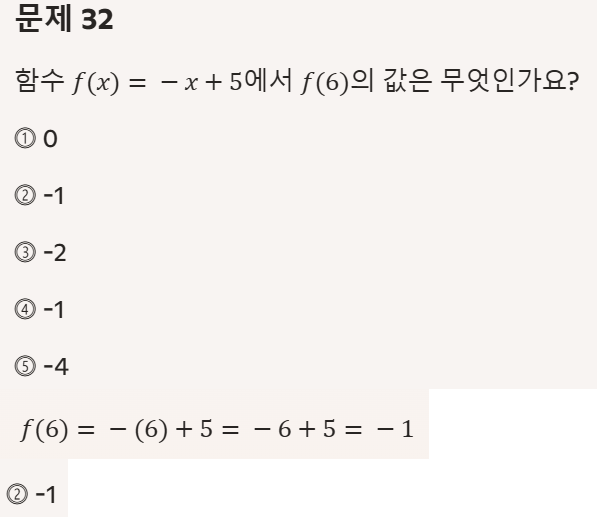 문제 32
함수 f(x) = − x + 5에서 f(6)의 값은 무엇인가요?
① 0
② -1
③ -2
④ -1
⑤ -4
f(6) = − (6) + 5 = − 6 + 5 = − 1
② -1